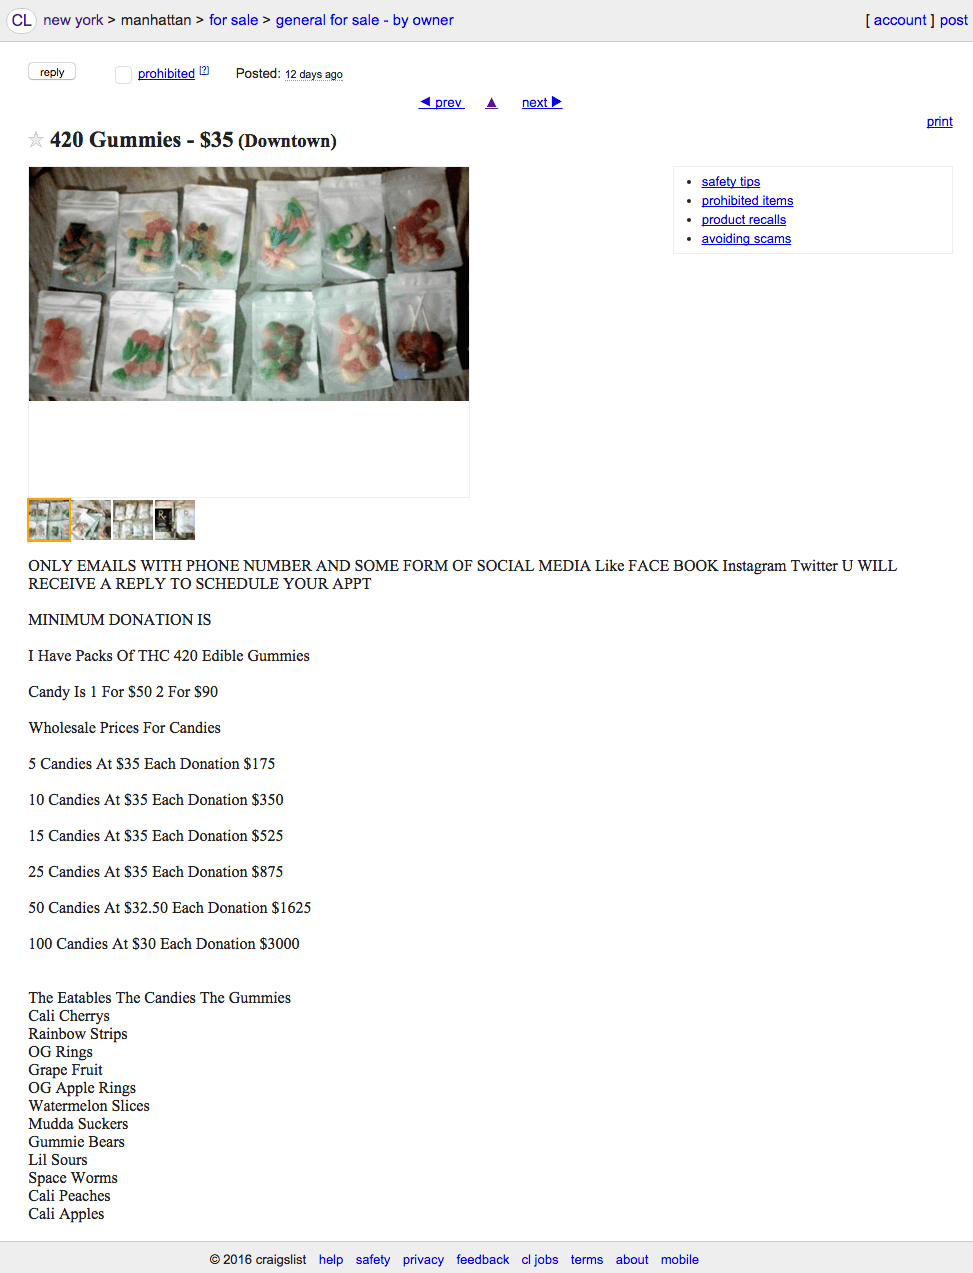 CL new york > manhattan > for sale > general for sale - by owner [ account ] post
reply prohibited [?] Posted: 12 days ago
◀ prev ▲ next ▶
print
☆ 420 Gummies - $35 (Downtown)
• safety tips
• prohibited items
• product recalls
• avoiding scams
ONLY EMAILS WITH PHONE NUMBER AND SOME FORM OF SOCIAL MEDIA Like FACE BOOK Instagram Twitter U WILL
RECEIVE A REPLY TO SCHEDULE YOUR APPT
MINIMUM DONATION IS
I Have Packs Of THC 420 Edible Gummies
Candy Is 1 For $50 2 For $90
Wholesale Prices For Candies
5 Candies At $35 Each Donation $175
10 Candies At $35 Each Donation $350
15 Candies At $35 Each Donation $525
25 Candies At $35 Each Donation $875
50 Candies At $32.50 Each Donation $1625
100 Candies At $30 Each Donation $3000
The Eatables The Candies The Gummies
Cali Cherrys
Rainbow Strips
OG Rings
Grape Fruit
OG Apple Rings
Watermelon Slices
Mudda Suckers
Gummie Bears
Lil Sours
Space Worms
Cali Peaches
Cali Apples
© 2016 craigslist help safety privacy feedback cl jobs terms about mobile